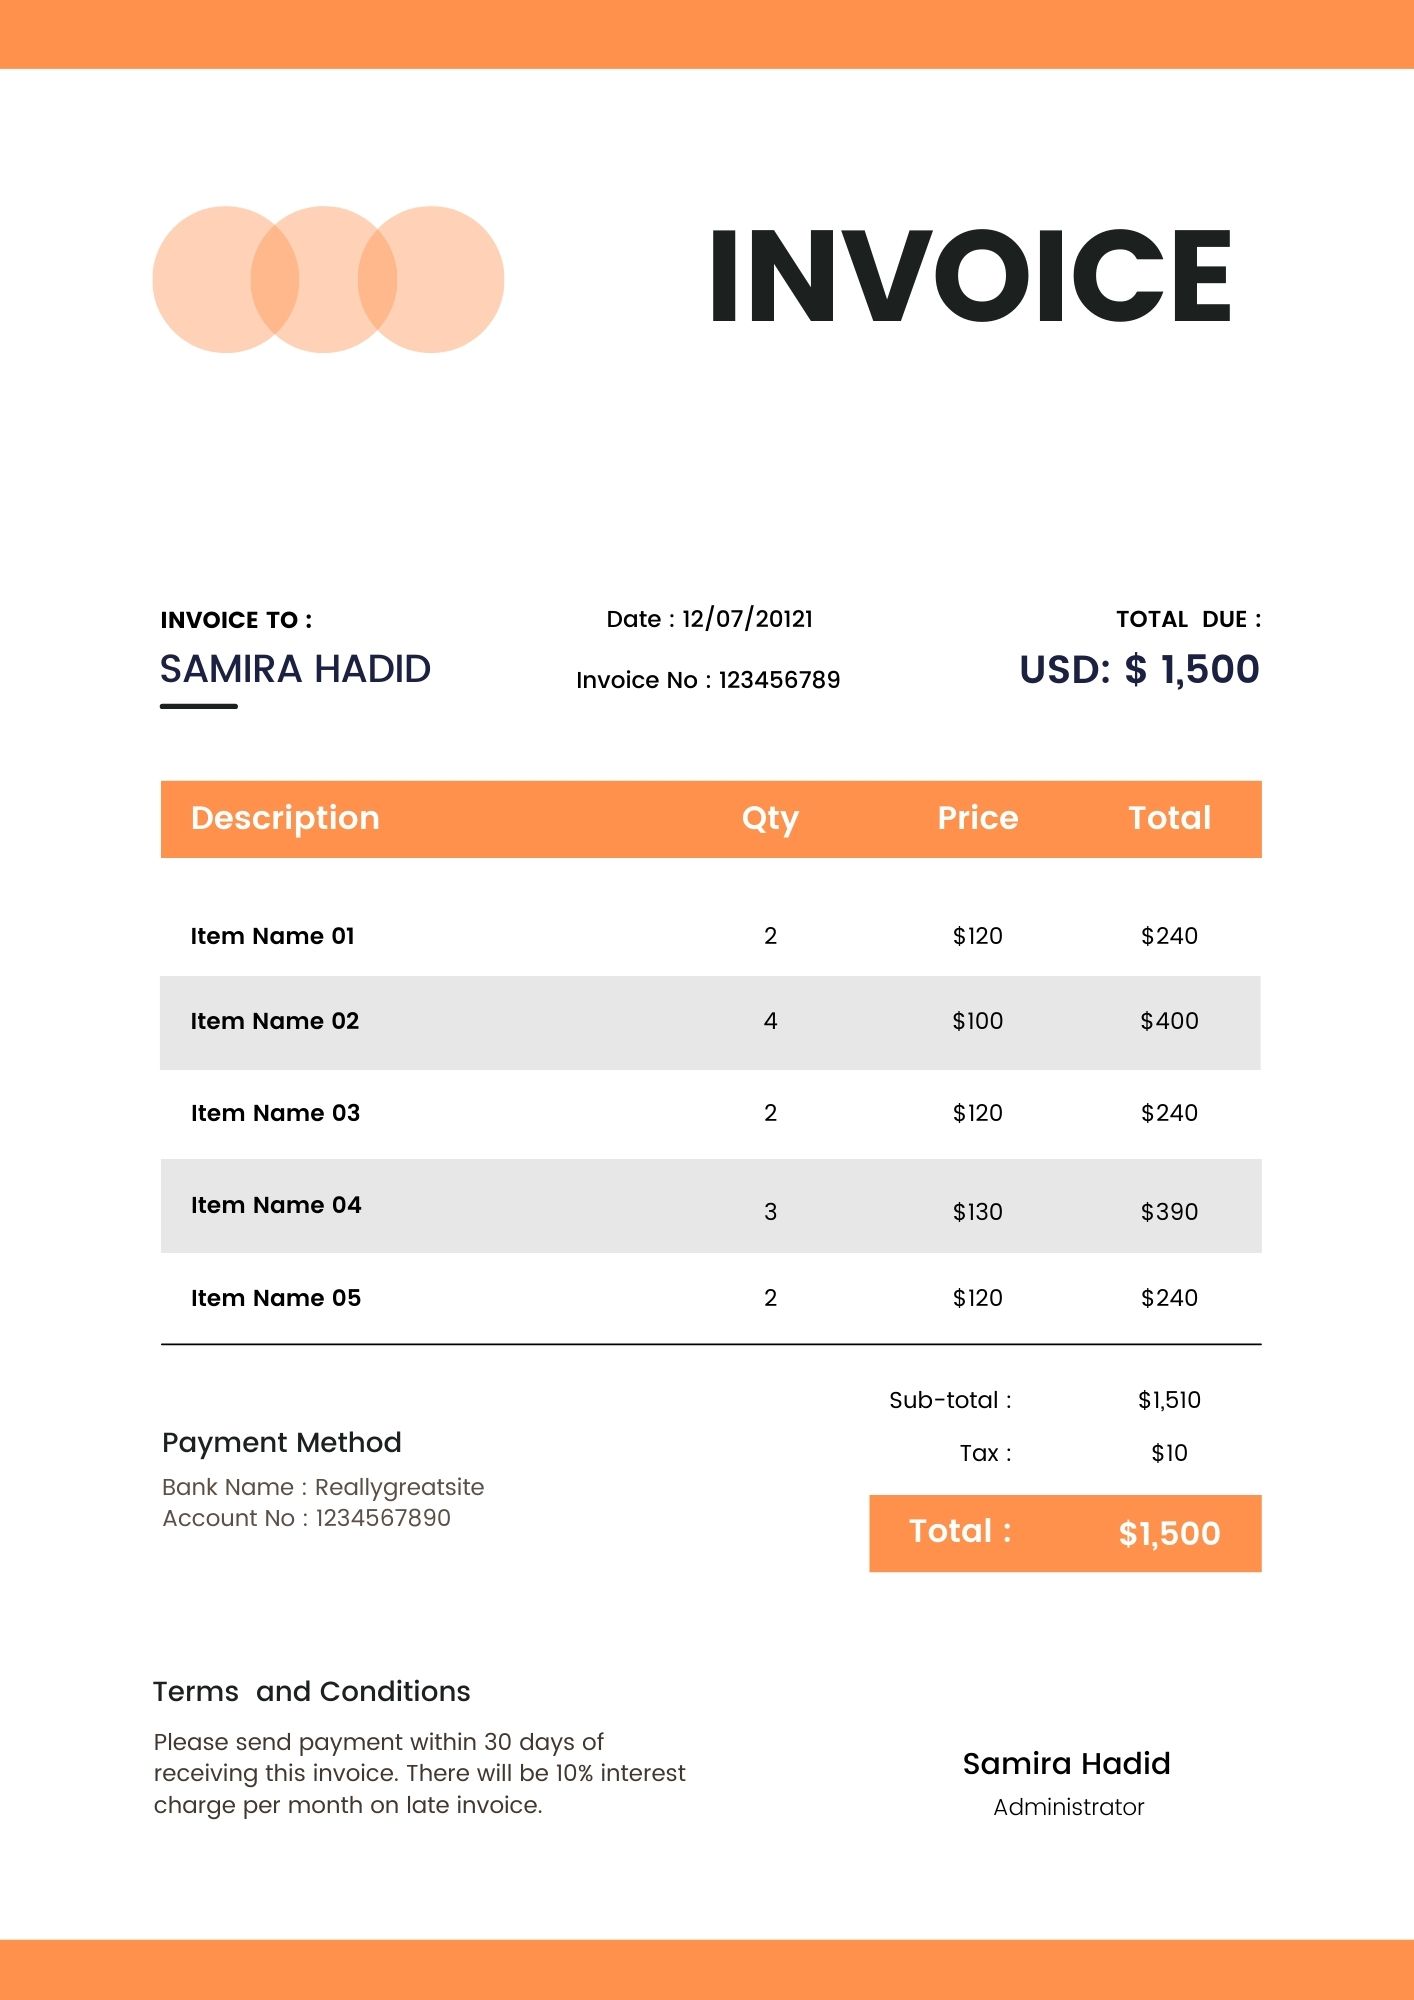 INVOICE
INVOICE TO :
SAMIRA HADID
Date : 12/07/20121
Invoice No : 123456789
TOTAL  DUE :
USD: $ 1,500
Description Qty Price Total
Item Name 01 2 $120 $240
Item Name 02 4 $100 $400
Item Name 03 2 $120 $240
Item Name 04 3 $130 $390
Item Name 05 2 $120 $240
Sub-total : $1,510
Tax : $10
Total : $1,500
Payment Method
Bank Name : Reallygreatsite
Account No : 1234567890
Terms  and Conditions
Please send payment within 30 days of
receiving this invoice. There will be 10% interest
charge per month on late invoice.
Samira Hadid
Administrator